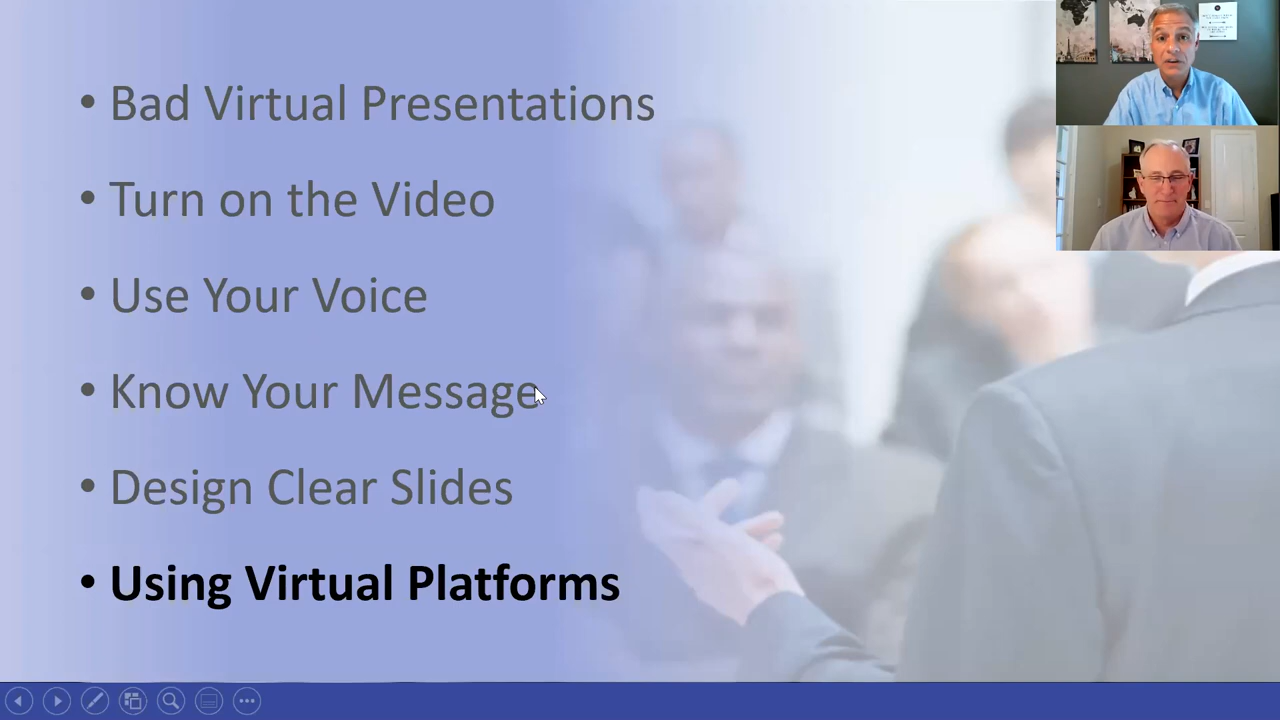 • Bad Virtual Presentations
• Turn on the Video
• Use Your Voice
• Know Your Message
• Design Clear Slides
• Using Virtual Platforms